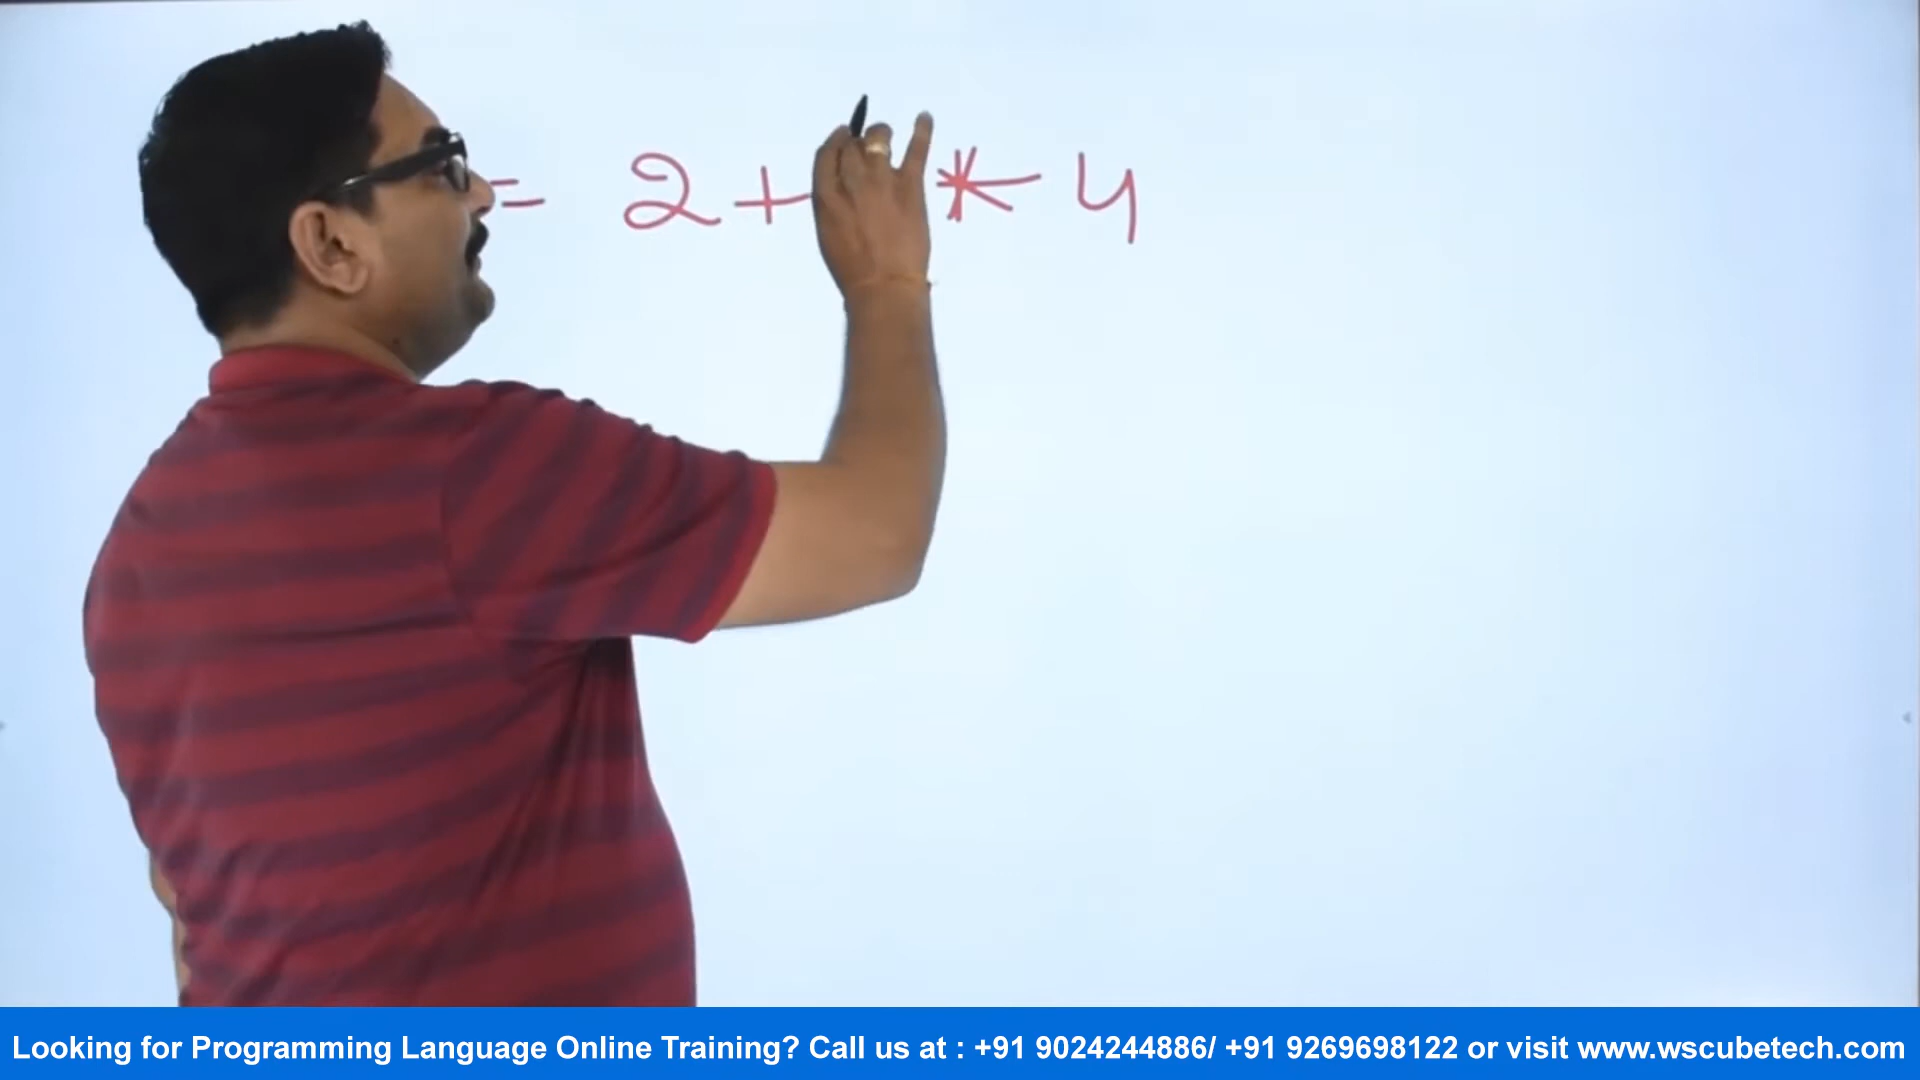 = 2 + * 4
Looking for Programming Language Online Training? Call us at : +91 9024244886/ +91 9269698122 or visit www.wscubetech.com